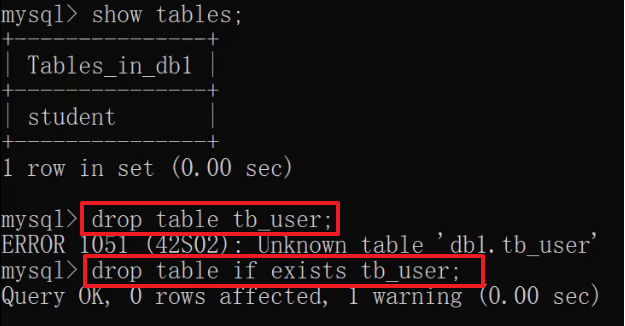 mysql> show tables;
+---------------+
| Tables_in_db1 |
+---------------+
| student       |
+---------------+
1 row in set (0.00 sec)
mysql> drop table tb_user;
ERROR 1051 (42S02): Unknown table 'db1.tb_user'
mysql> drop table if exists tb_user;
Query OK, 0 rows affected, 1 warning (0.00 sec)